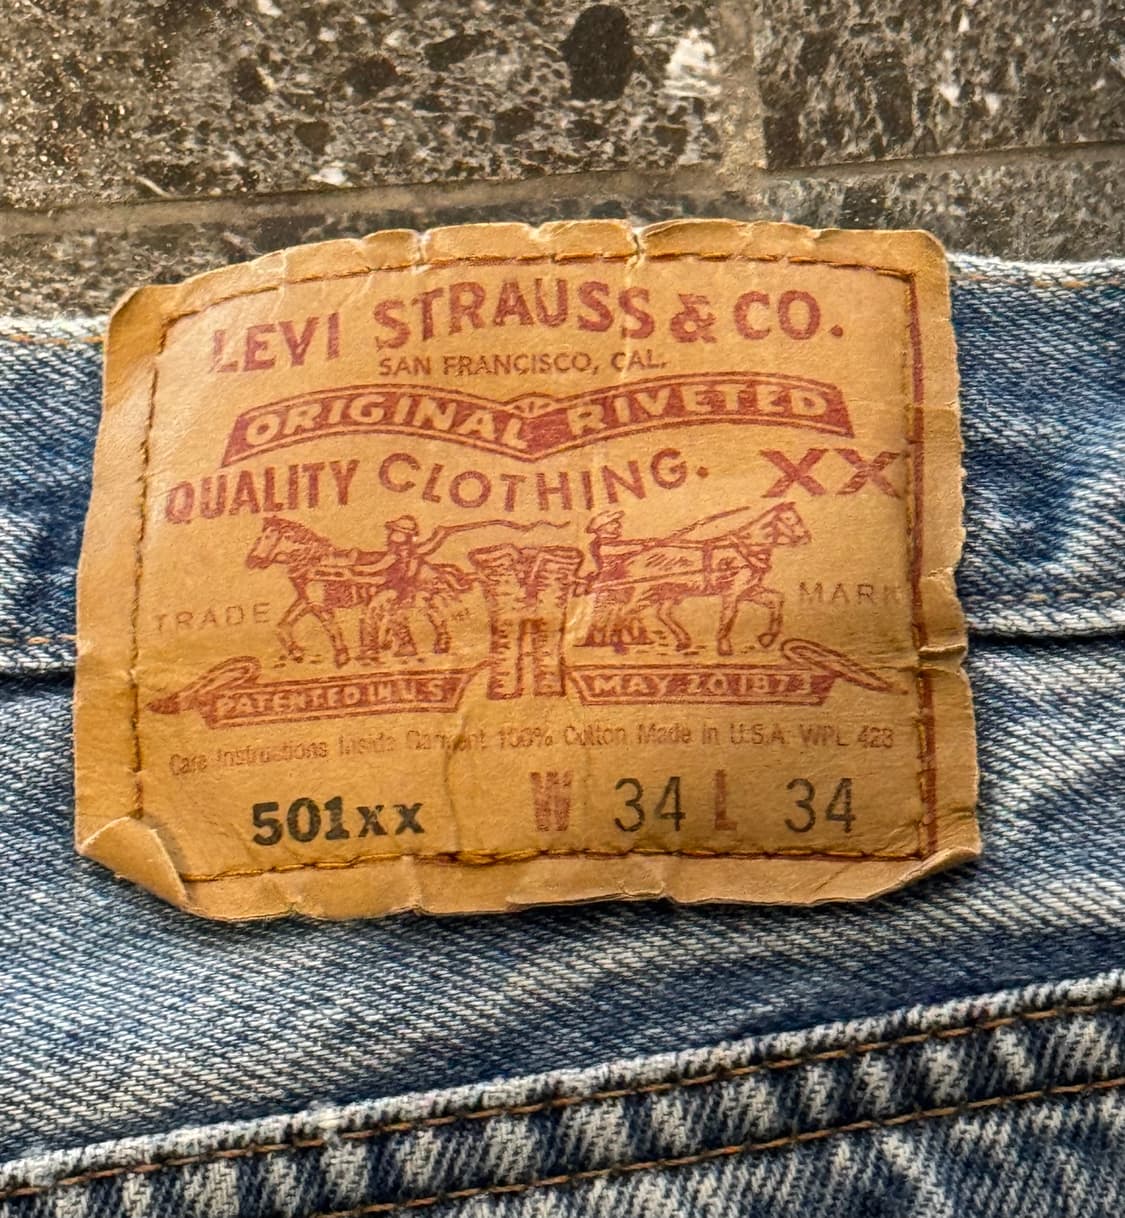 LEVI STRAUSS & CO.
SAN FRANCISCO, CAL.
ORIGINAL RIVETED
QUALITY CLOTHING. XX
TRADE MARK
PATENTED IN U.S MAY 20 1873
Care Instructions Inside Garment 100% Cotton Made in U.S.A. WPL 423
501xx W 34 L 34